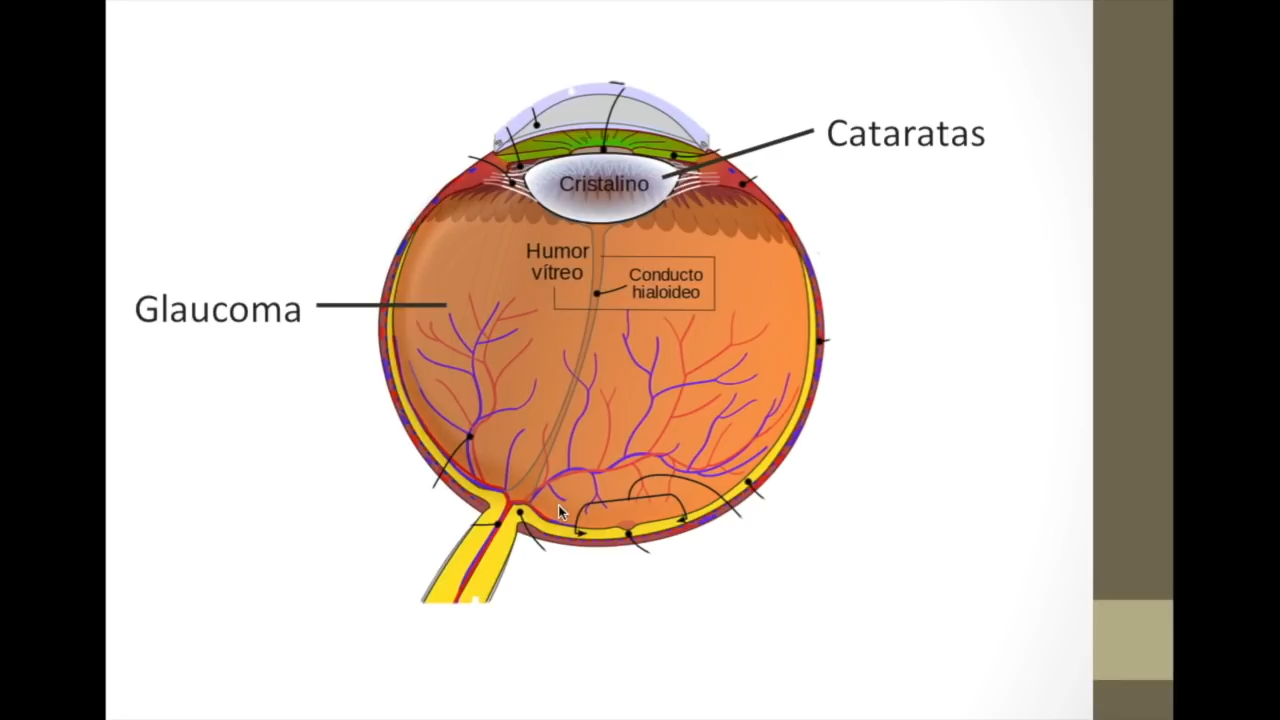 Cataratas
Cristalino
Humor
vítreo
Conducto
hialoideo
Glaucoma